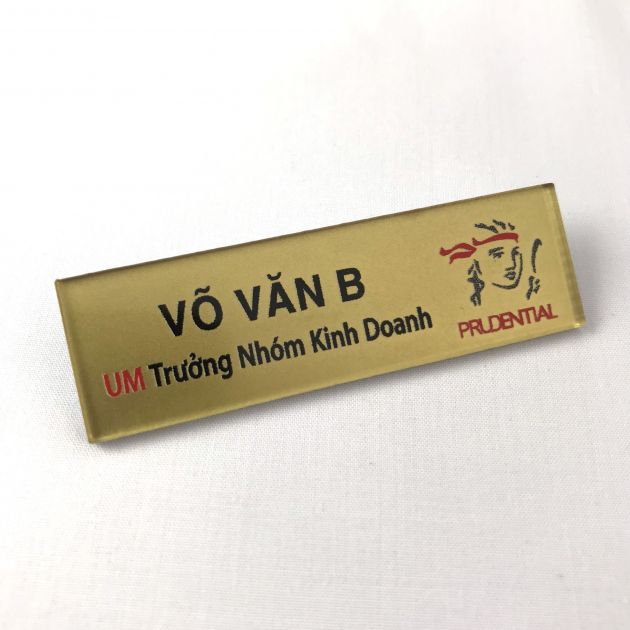 VÕ VĂN B
UM Trưởng Nhóm Kinh Doanh
PRUDENTIAL